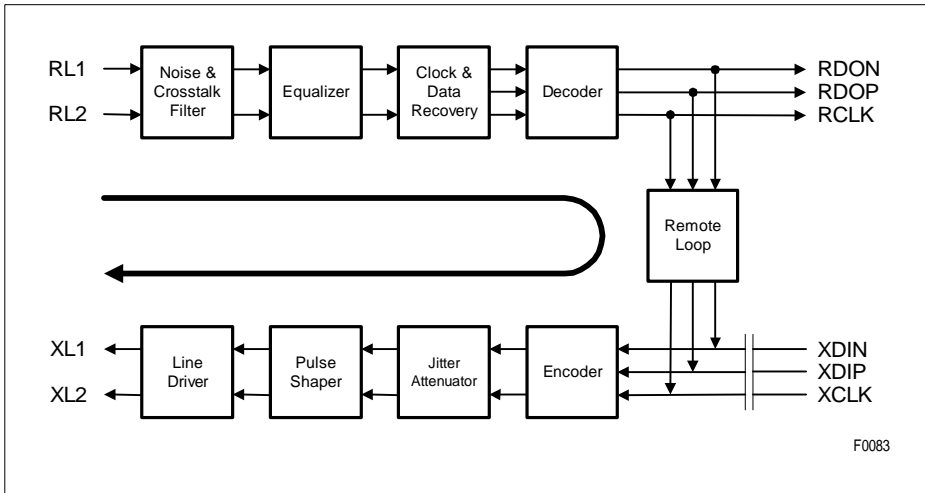 RL1
RL2
Noise &
Crosstalk
Filter
Equalizer
Clock &
Data
Recovery
Decoder
RDON
RDOP
RCLK
Remote
Loop
XL1
XL2
Line
Driver
Pulse
Shaper
Jitter
Attenuator
Encoder
XDIN
XDIP
XCLK
F0083